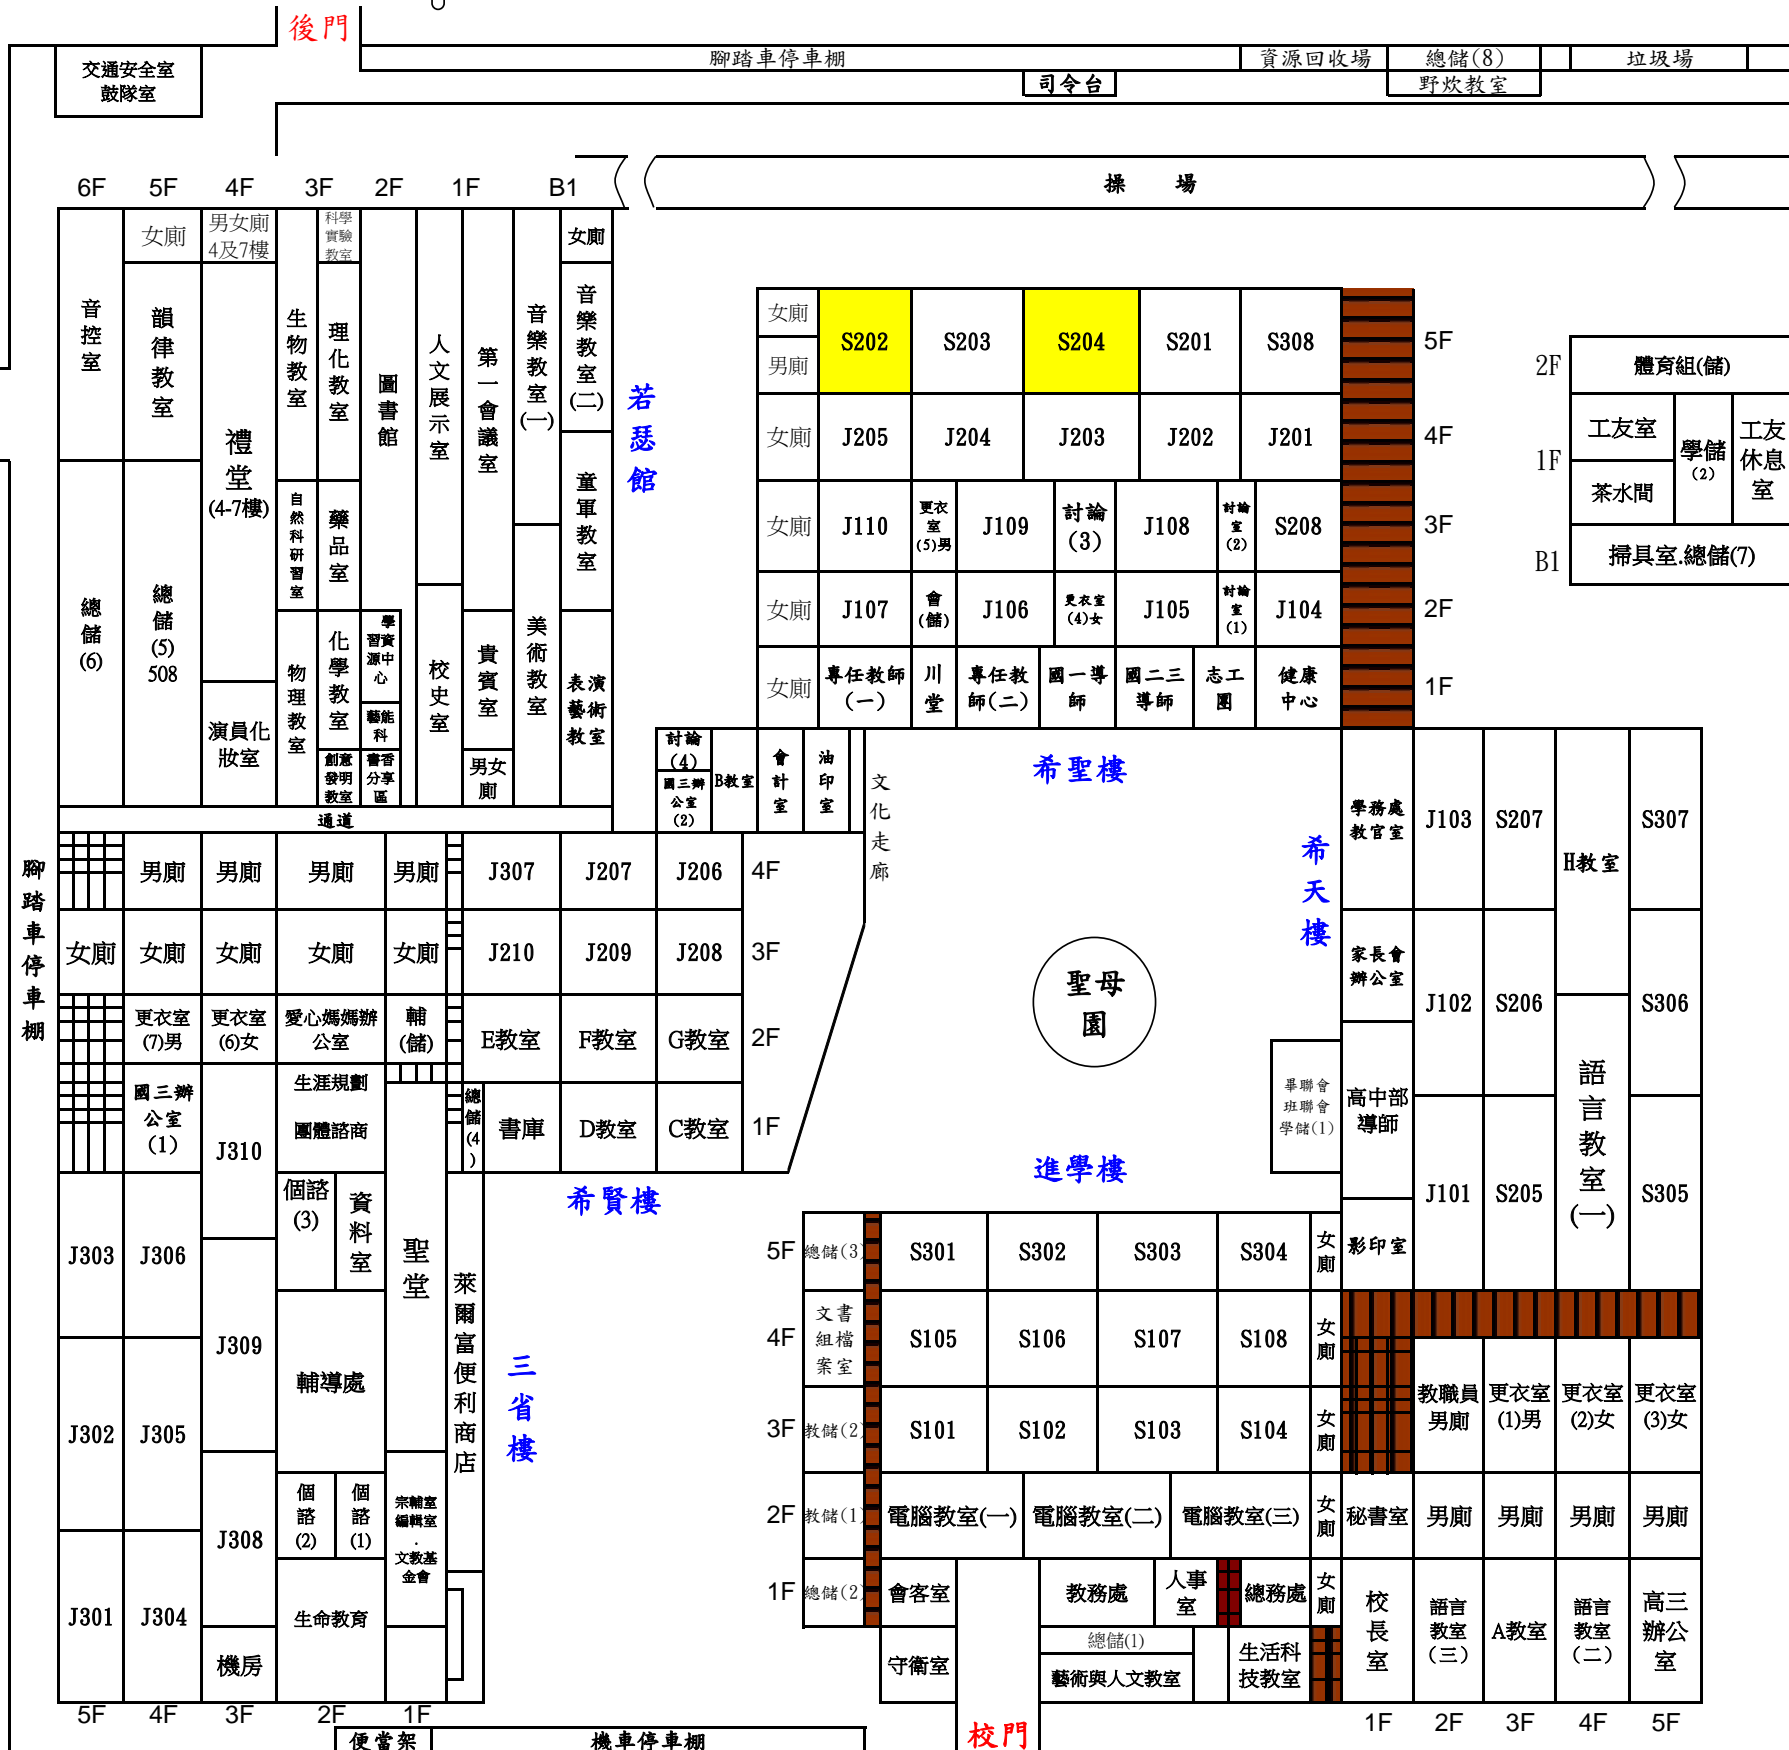 後門
交通安全室
鼓隊室
腳踏車停車棚
資源回收場
總儲(8)
垃圾場
司令台
野炊教室
操 場
6F
5F
4F
3F
2F
1F
B1
音控室
女廁
男女廁
4及7樓
科學
實驗
教室
女廁
韻律教室
禮堂
(4-7樓)
生物教室
理化教室
圖書館
人文展示室
第一會議室
音樂教室(一)
音樂教室(二)
若瑟館
總儲
(6)
總儲
(5)
508
自然科研習室
藥品室
童軍教室
演員化
妝室
物理教室
化學教室
學
習資
源中
心
藝能
科
創意
發明
教室
書香
分享
區
校史室
貴賓室
男女
廁
美術教室
表演
藝術
教室
通道
女廁
男廁
S202
S203
S204
S201
S308
5F
女廁
J205
J204
J203
J202
J201
4F
女廁
J110
更衣
室
(5)男
J109
討論
(3)
J108
討論
室
(2)
S208
3F
女廁
J107
會
(儲)
J106
更衣室
(4)女
J105
討論
室
(1)
J104
2F
女廁
專任教師
(一)
川
堂
專任教
師(二)
國一導
師
國二三
導師
志工
團
健康
中心
1F
2F
體育組(儲)
1F
工友室
茶水間
學儲
(2)
工友
休息
室
B1
掃具室.總儲(7)
討論
(4)
國三辦
公室
(2)
B教室
會計室
油印室
文化走廊
希聖樓
希天樓
聖母
園
進學樓
畢聯會
班聯會
學儲(1)
腳踏車停車棚
男廁
男廁
男廁
男廁
J307
J207
J206
4F
女廁
女廁
女廁
女廁
女廁
J210
J209
J208
3F
更衣室
(7)男
更衣室
(6)女
愛心媽媽辦
公室
輔
(儲)
E教室
F教室
G教室
2F
國三辦
公室
(1)
J310
生涯規劃
團體諮商
總
儲
(4
)
書庫
D教室
C教室
1F
希賢樓
J303
J306
個諮
(3)
資料室
聖堂
萊爾富便利商店
三省樓
J302
J305
J309
輔導處
個
諮
(2)
個
諮
(1)
宗輔室
編輯室
.
文教基
金會
J301
J304
J308
生命教育
機房
5F
4F
3F
2F
1F
便當架
機車停車棚
學務處
教官室
J103
S207
H教室
S307
家長會
辦公室
J102
S206
S306
高中部
導師
J101
S205
語言教室(一)
S305
影印室
5F
總儲(3)
S301
S302
S303
S304
女廁
4F
文書
組檔
案室
S105
S106
S107
S108
女廁
3F
教儲(2)
S101
S102
S103
S104
女廁
教職員
男廁
更衣室
(1)男
更衣室
(2)女
更衣室
(3)女
2F
教儲(1)
電腦教室(一)
電腦教室(二)
電腦教室(三)
女廁
秘書室
男廁
男廁
男廁
男廁
1F
總儲(2)
會客室
教務處
人事
室
總務處
女廁
校長室
語言
教室
(三)
A教室
語言
教室
(二)
高三
辦公
室
守衛室
總儲(1)
藝術與人文教室
生活科
技教室
校門
1F
2F
3F
4F
5F